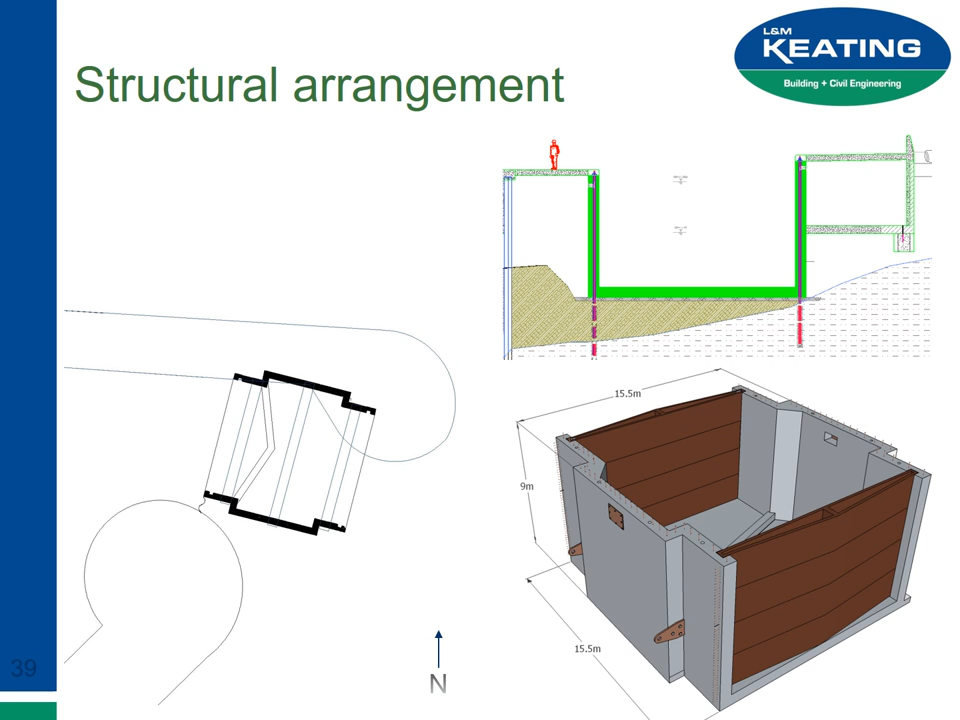 L&M
KEATING
Building + Civil Engineering
Structural arrangement
15.5m
9m
15.5m
N
39